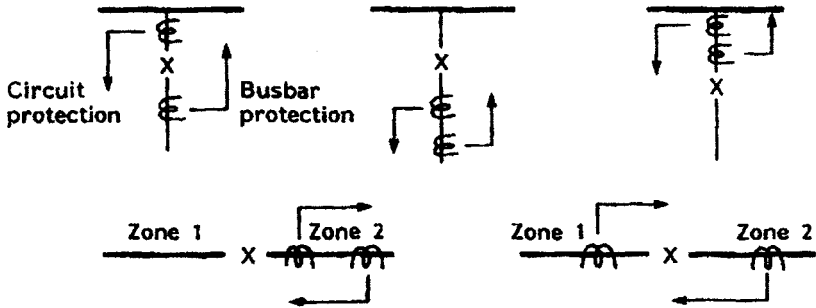 Circuit
protection
Busbar
protection
X
X
X
Zone 1
X
Zone 2
Zone 1
X
Zone 2